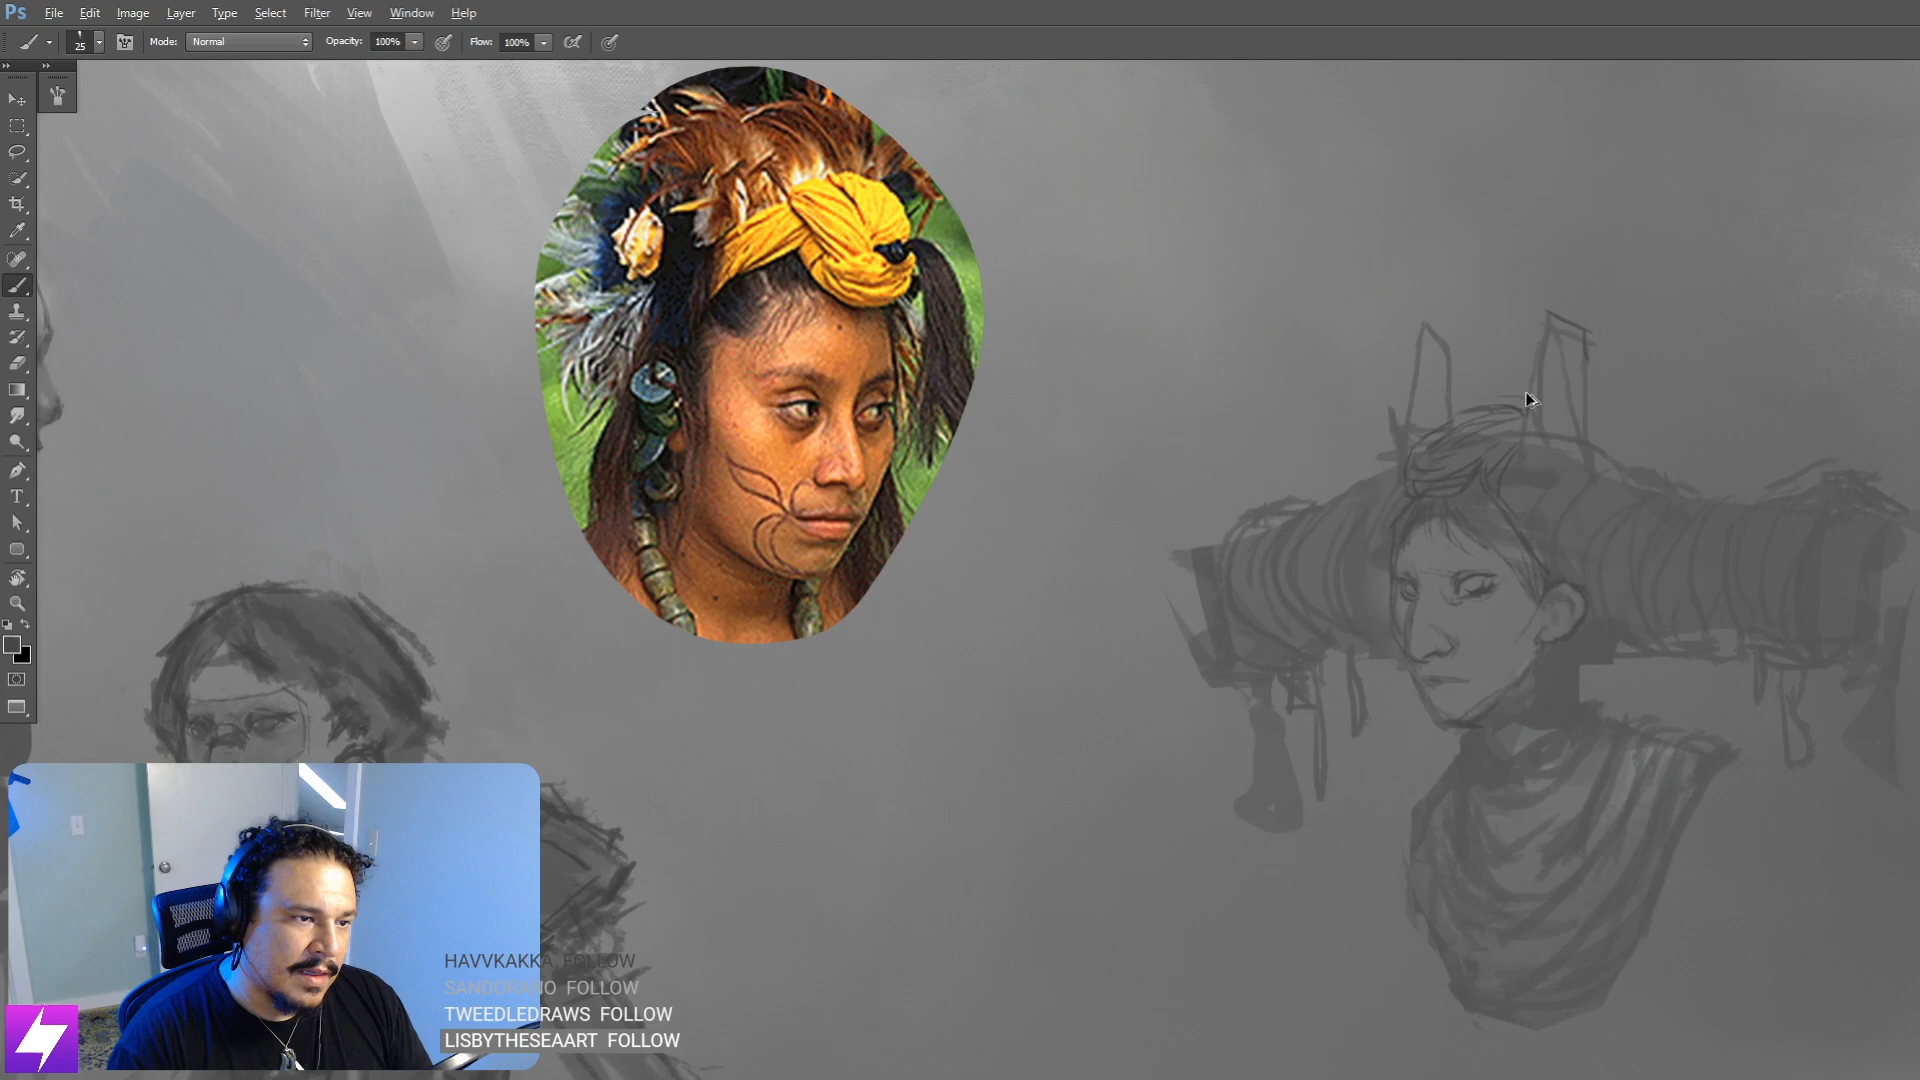 Ps File Edit Image Layer Type Select Filter View Window Help
25 Mode: Normal Opacity: 100% Flow: 100%
T
HAVVKAKKA FOLLOW
SANDORAHO FOLLOW
TWEEDLEDRAWS FOLLOW
LISBYTHESEAART FOLLOW